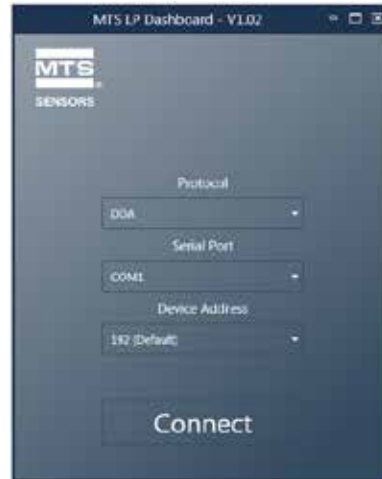 MTS LP Dashboard - V1.02
MTS
SENSORS
Protocol
DDA
Serial Port
COM1
Device Address
192 (Default)
Connect